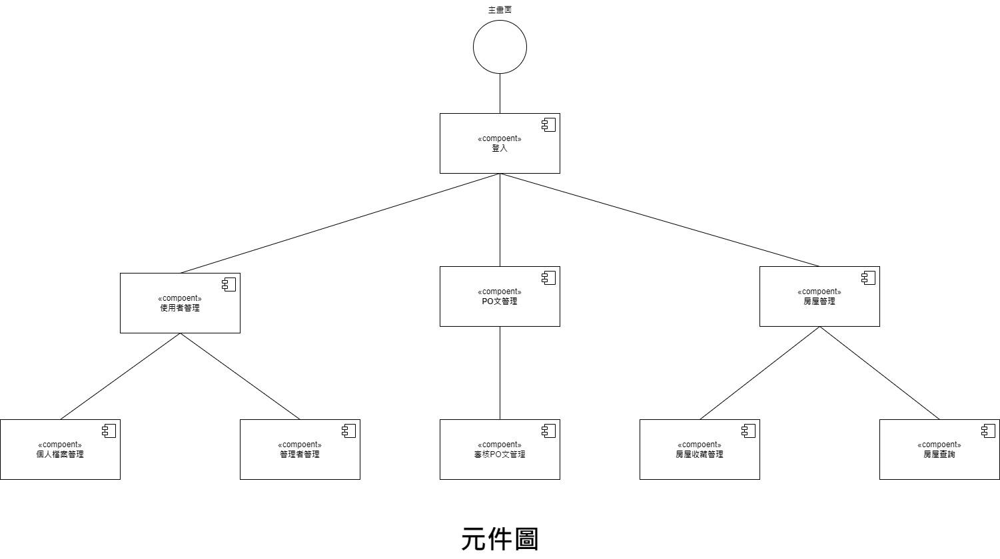 主畫面
«compoent»
登入
«compoent»
使用者管理
«compoent»
PO文管理
«compoent»
房屋管理
«compoent»
個人檔案管理
«compoent»
管理者管理
«compoent»
審核PO文管理
«compoent»
房屋收藏管理
«compoent»
房屋查詢
元件圖